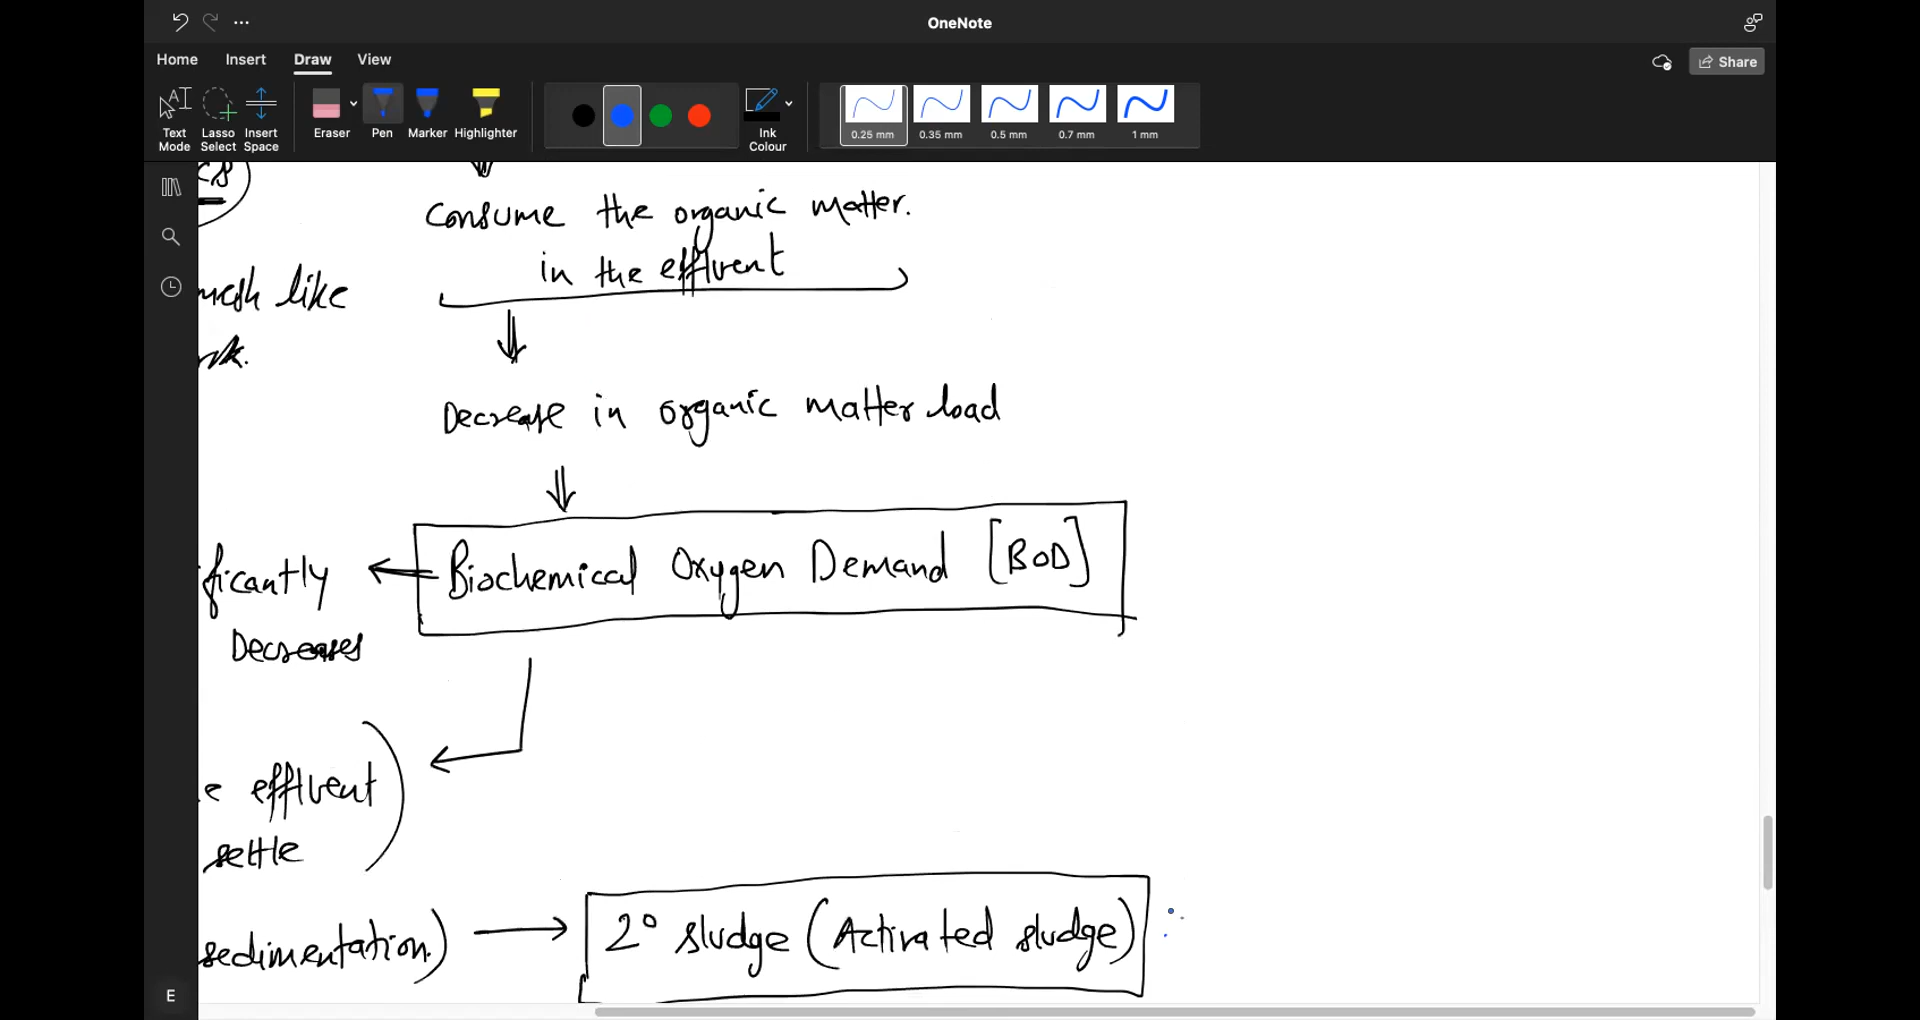 OneNote
Home Insert Draw View
Share
Text Mode
Lasso Select
Insert Space
Eraser
Pen
Marker
Highlighter
Ink Colour
0.25 mm
0.35 mm
0.5 mm
0.7 mm
1 mm
Consume the organic matter.
in the effluent
mesh like
Decrease in organic matter load
Biochemical Oxygen Demand [BOD]
ficantly
Decreases
e effluent
settle
sedimentation.)
2° sludge (Activated sludge)
E